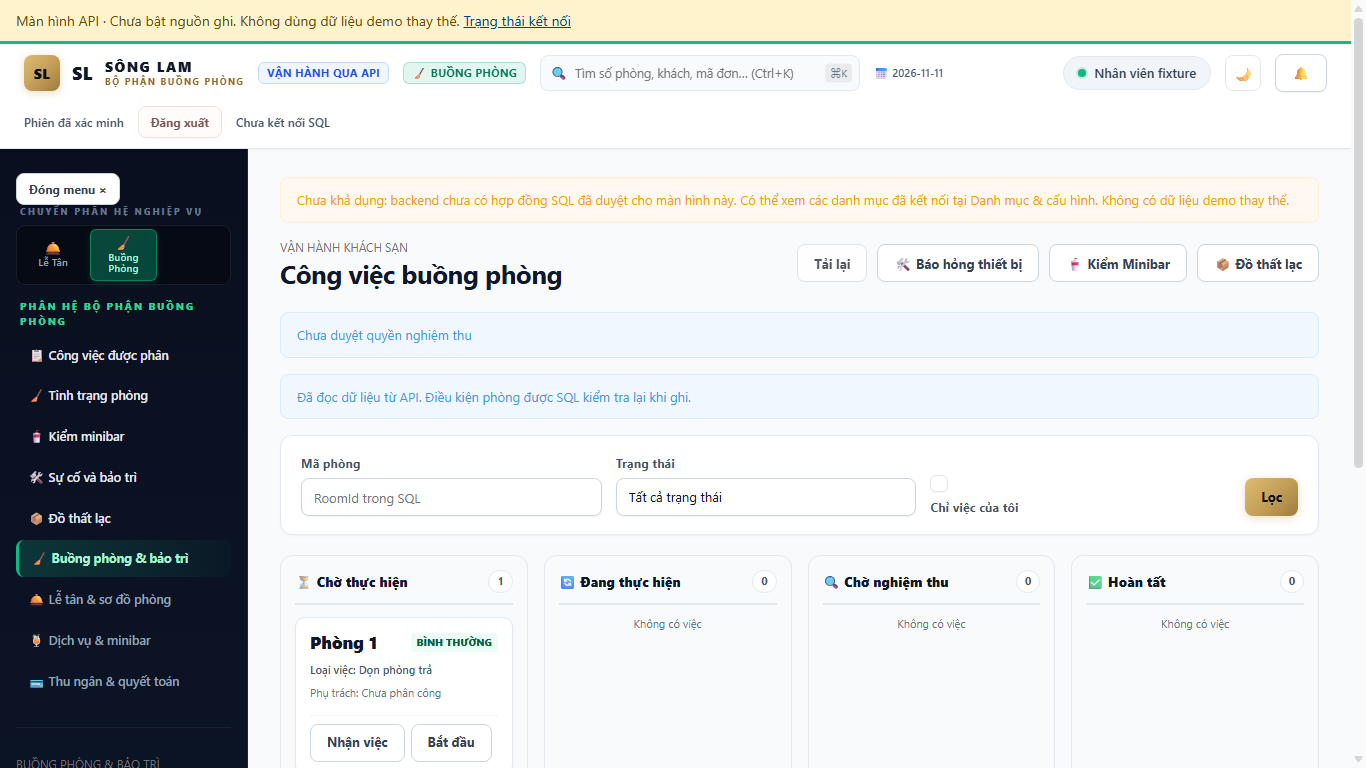 Màn hình API · Chưa bật nguồn ghi. Không dùng dữ liệu demo thay thế. Trạng thái kết nối
SL SL SÔNG LAM
BỘ PHẬN BUỒNG PHÒNG
VẬN HÀNH QUA API
BUỒNG PHÒNG
Tìm số phòng, khách, mã đơn... (Ctrl+K) ⌘K
2026-11-11
Nhân viên fixture
Phiên đã xác minh
Đăng xuất
Chưa kết nối SQL
Đóng menu ×
CHUYỂN PHÂN HỆ NGHIỆP VỤ
Lễ Tân
Buồng
Phòng
PHÂN HỆ BỘ PHẬN BUỒNG
PHÒNG
Công việc được phân
Tình trạng phòng
Kiểm minibar
Sự cố và bảo trì
Đồ thất lạc
Buồng phòng & bảo trì
Lễ tân & sơ đồ phòng
Dịch vụ & minibar
Thu ngân & quyết toán
BUỒNG PHÒNG & BẢO TRÌ
Chưa khả dụng: backend chưa có hợp đồng SQL đã duyệt cho màn hình này. Có thể xem các danh mục đã kết nối tại Danh mục & cấu hình. Không có dữ liệu demo thay thế.
VẬN HÀNH KHÁCH SẠN
Công việc buồng phòng
Tải lại
Báo hỏng thiết bị
Kiểm Minibar
Đồ thất lạc
Chưa duyệt quyền nghiệm thu
Đã đọc dữ liệu từ API. Điều kiện phòng được SQL kiểm tra lại khi ghi.
Mã phòng
RoomId trong SQL
Trạng thái
Tất cả trạng thái
Chỉ việc của tôi
Lọc
Chờ thực hiện 1
Phòng 1 BÌNH THƯỜNG
Loại việc: Dọn phòng trả
Phụ trách: Chưa phân công
Nhận việc
Bắt đầu
Đang thực hiện 0
Không có việc
Chờ nghiệm thu 0
Không có việc
Hoàn tất 0
Không có việc